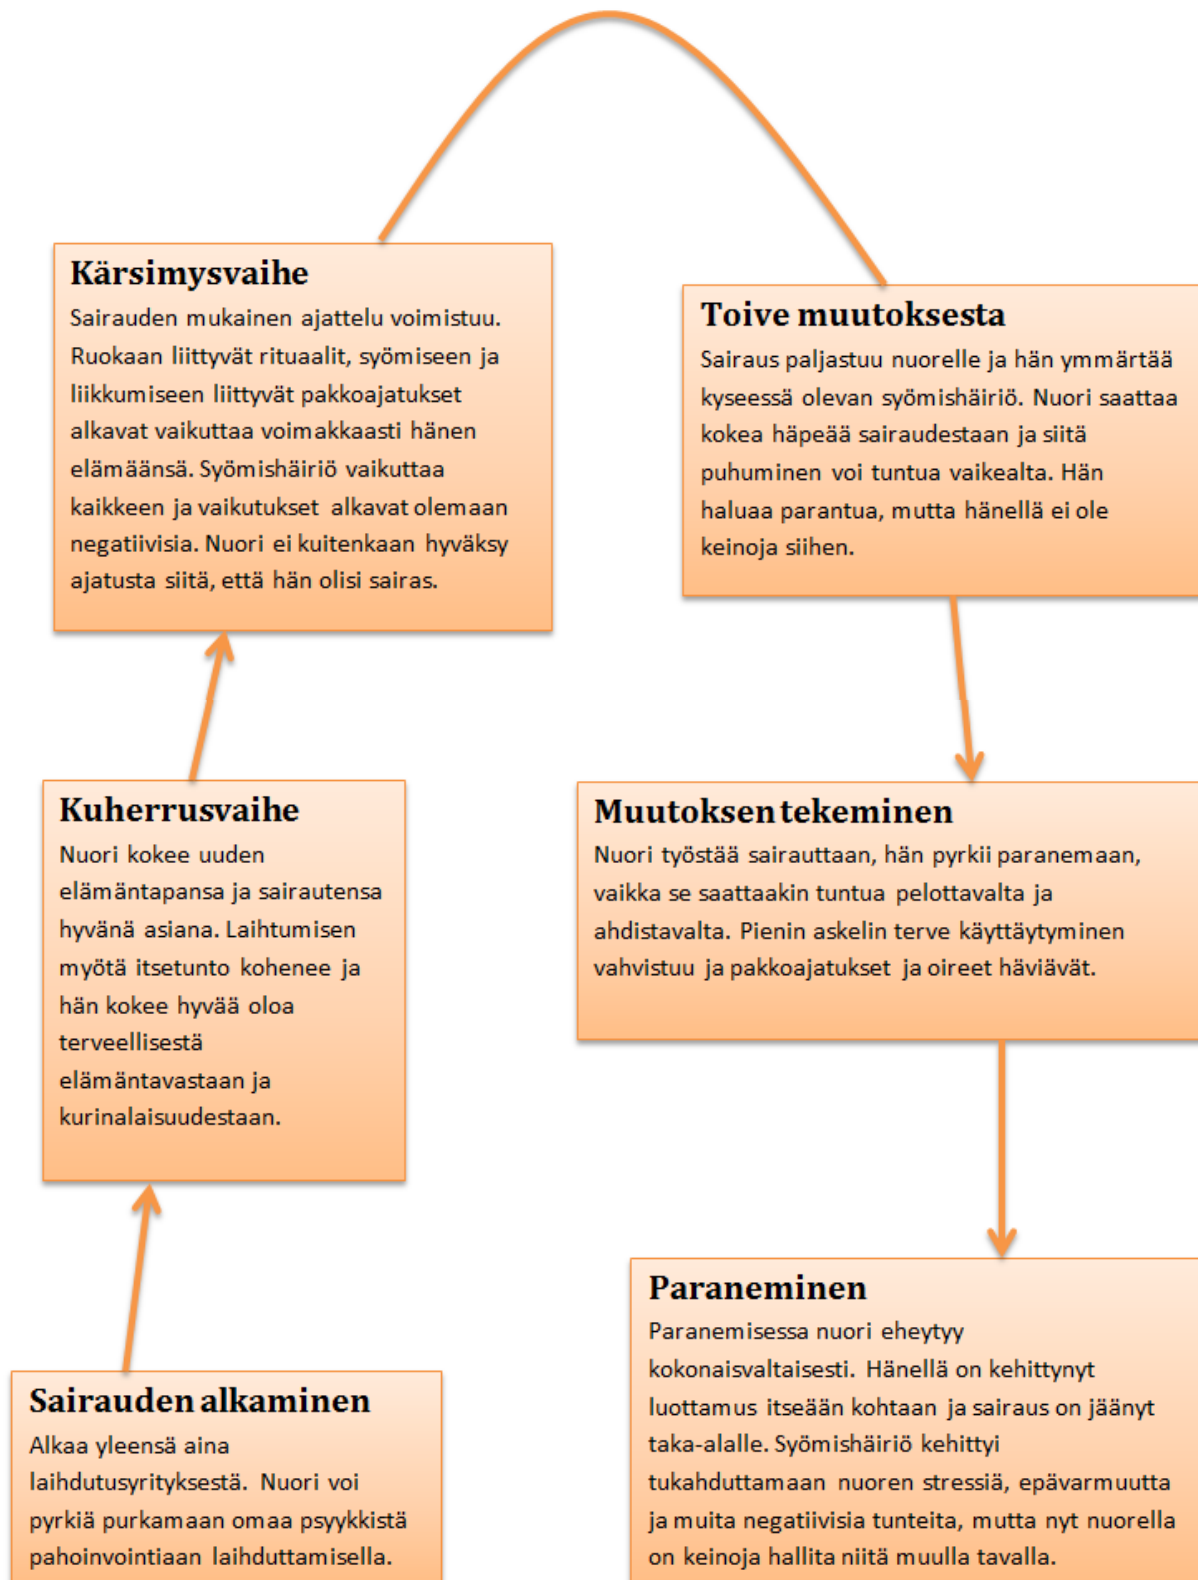 Kärsimysvaihe
Sairauden mukainen ajattelu voimistuu.
Ruokaan liittyvät rituaalit, syömiseen ja
liikkumiseen liittyvät pakkoajatukset
alkavat vaikuttaa voimakkaasti hänen
elämäänsä. Syömishäiriö vaikuttaa
kaikkeen ja vaikutukset alkavat olemaan
negatiivisia. Nuori ei kuitenkaan hyväksy
ajatusta siitä, että hän olisi sairas.
Toive muutoksesta
Sairaus paljastuu nuorelle ja hän ymmärtää
kyseessä olevan syömishäiriö. Nuori saattaa
kokea häpeää sairaudestaan ja siitä
puhuminen voi tuntua vaikealta. Hän
haluaa parantua, mutta hänellä ei ole
keinoja siihen.
Kuherrusvaihe
Nuori kokee uuden
elämäntapansa ja sairautensa
hyvänä asiana. Laihtumisen
myötä itsetunto kohenee ja
hän kokee hyvää oloa
terveellisestä
elämäntavastaan ja
kurinalaisuudestaan.
Muutoksen tekeminen
Nuori työstää sairauttaan, hän pyrkii paranemaan,
vaikka se saattaakin tuntua pelottavalta ja
ahdistavalta. Pienin askelin terve käyttäytyminen
vahvistuu ja pakkoajatukset ja oireet häviävät.
Sairauden alkaminen
Alkaa yleensä aina
laihdutusyrityksestä. Nuori voi
pyrkiä purkamaan omaa psyykkistä
pahoinvointiaan laihduttamisella.
Paraneminen
Paranemisessa nuori eheytyy
kokonaisvaltaisesti. Hänellä on kehittynyt
luottamus itseään kohtaan ja sairaus on jäänyt
taka-alalle. Syömishäiriö kehittyi
tukahduttamaan nuoren stressiä, epävarmuutta
ja muita negatiivisia tunteita, mutta nyt nuorella
on keinoja hallita niitä muulla tavalla.